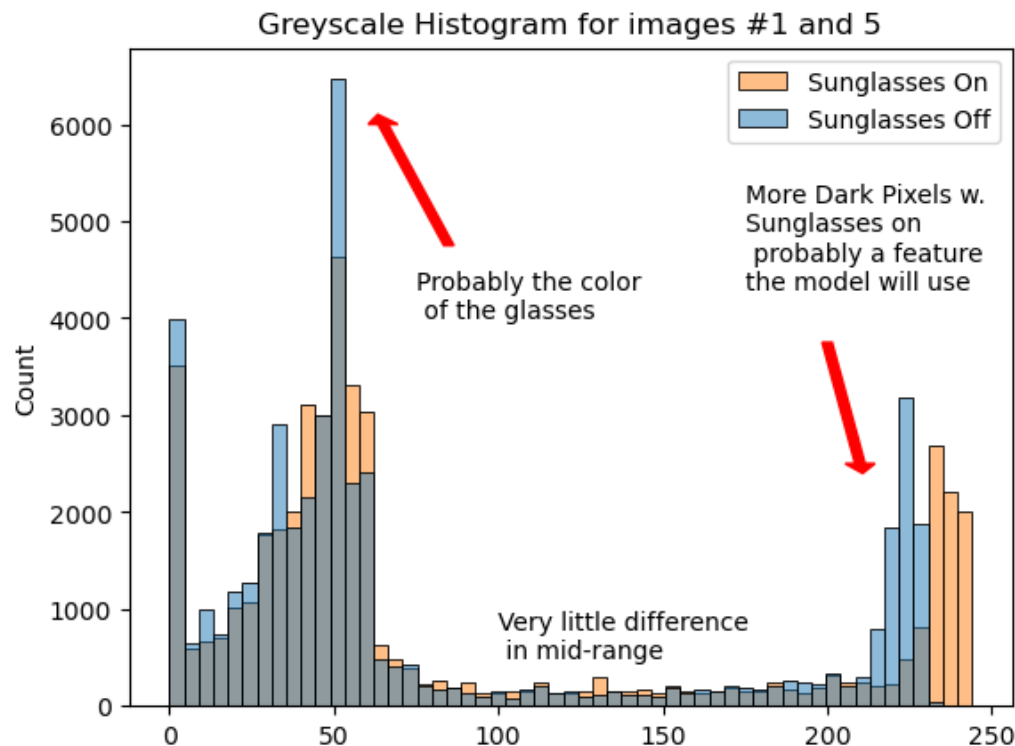 Greyscale Histogram for images #1 and 5
Sunglasses On
Sunglasses Off
More Dark Pixels w.
Sunglasses on
probably a feature
the model will use
Probably the color
of the glasses
Very little difference
in mid-range
Count
6000
5000
4000
3000
2000
1000
0
0 50 100 150 200 250